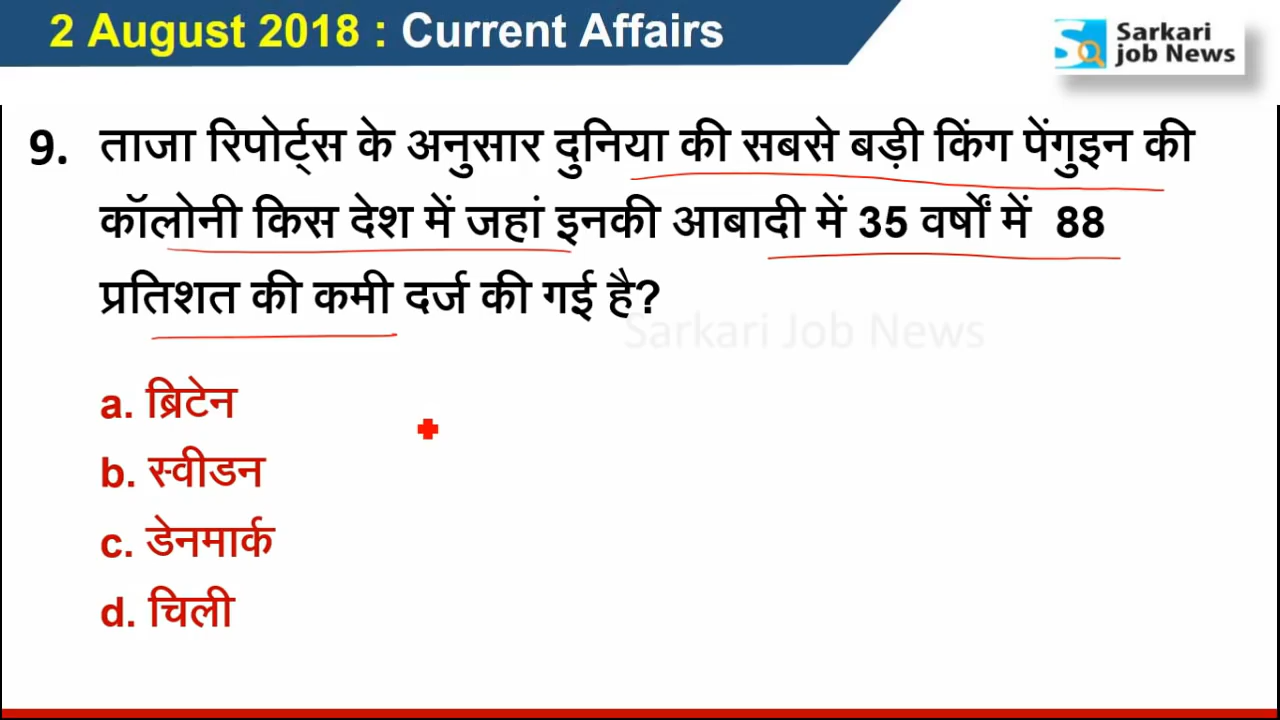 2 August 2018 : Current Affairs
Sarkari
Job News
9. ताजा रिपोर्ट्स के अनुसार दुनिया की सबसे बड़ी किंग पेंगुइन की
कॉलोनी किस देश में जहां इनकी आबादी में 35 वर्षों में 88
प्रतिशत की कमी दर्ज की गई है?
Sarkari Job News
a. ब्रिटेन
b. स्वीडन
c. डेनमार्क
d. चिली